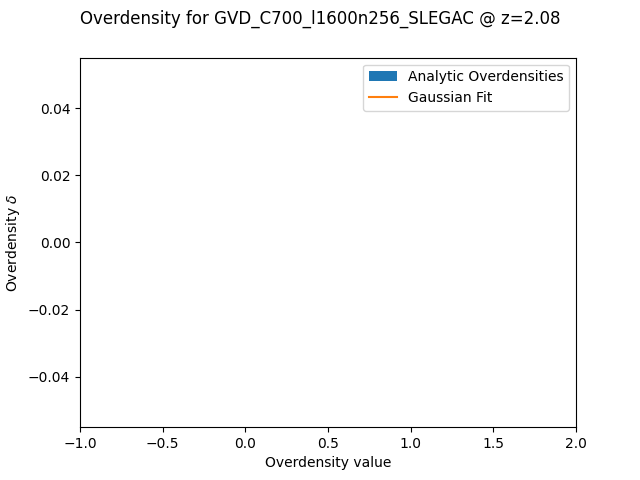 Overdensity for GVD_C700_l1600n256_SLEGAC @ z=2.08
Analytic Overdensities
Gaussian Fit
0.04
0.02
0.00
−0.02
−0.04
Overdensity δ
−1.0 −0.5 0.0 0.5 1.0 1.5 2.0
Overdensity value